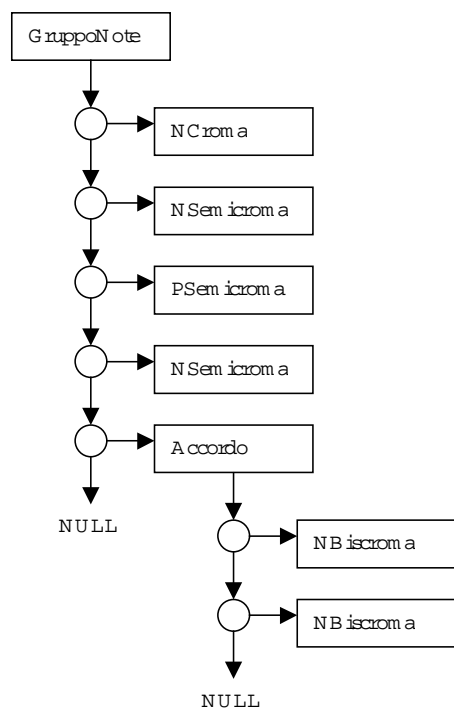 GruppoNote
NCroma
NSemicroma
PSemicroma
NSemicroma
Accordo
NULL
NBiscroma
NBiscroma
NULL